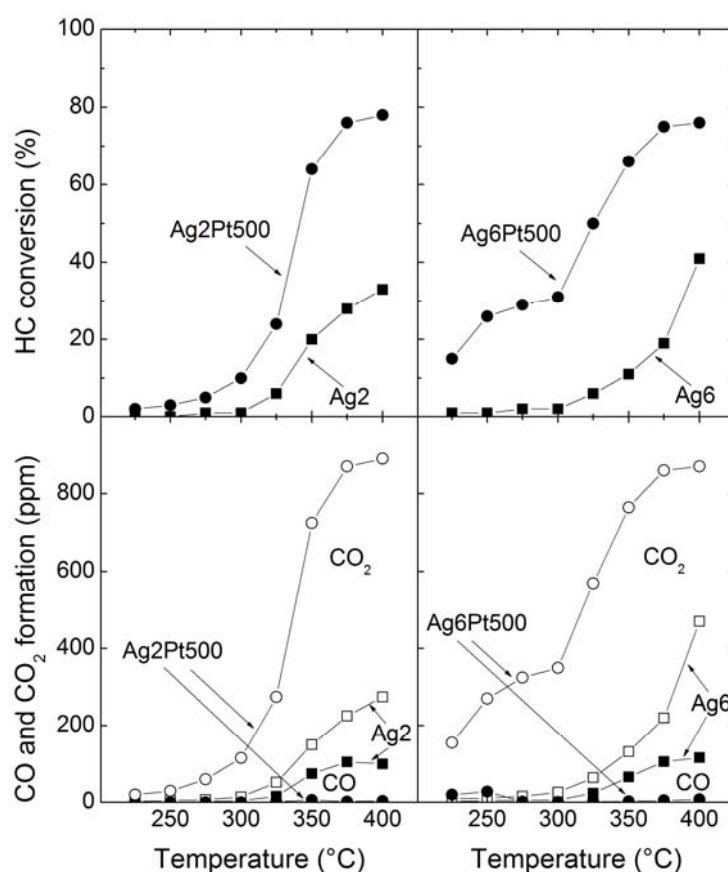 100
80
60
40
20
0
HC conversion (%)
Ag2Pt500
Ag2
Ag6Pt500
Ag6
800
600
400
200
0
CO and CO₂ formation (ppm)
CO₂
Ag2Pt500
Ag2
CO
CO₂
Ag6Pt500
Ag6
CO
250 300 350 400
250 300 350 400
Temperature (°C)
Temperature (°C)